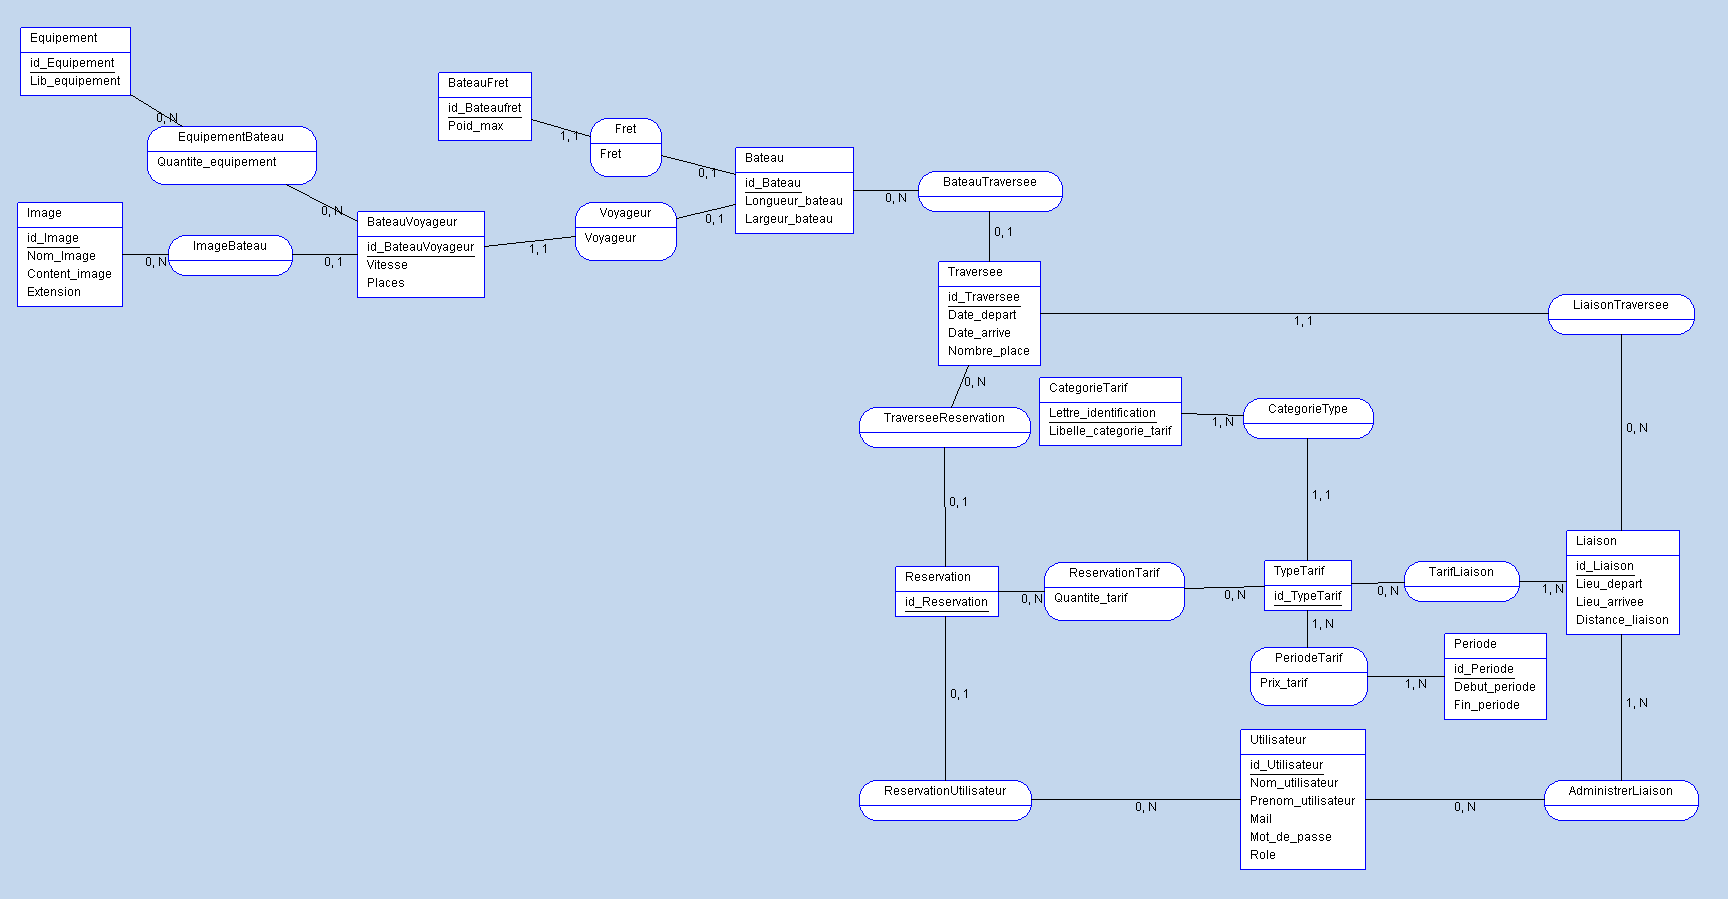 Equipement
id_Equipement
Lib_equipement
0, N
EquipementBateau
Quantite_equipement
0, N
Image
id_Image
Nom_Image
Content_image
Extension
0, N
ImageBateau
0, 1
BateauVoyageur
id_BateauVoyageur
Vitesse
Places
BateauFret
id_Bateaufret
Poid_max
1, 1
Fret
Fret
0, 1
1, 1
Voyageur
Voyageur
0, 1
Bateau
id_Bateau
Longueur_bateau
Largeur_bateau
0, N
BateauTraversee
0, 1
Traversee
id_Traversee
Date_depart
Date_arrive
Nombre_place
1, 1
LiaisonTraversee
0, N
0, N
TraverseeReservation
0, 1
CategorieTarif
Lettre_identification
Libelle_categorie_tarif
1, N
CategorieType
1, 1
Reservation
id_Reservation
0, N
ReservationTarif
Quantite_tarif
0, N
TypeTarif
id_TypeTarif
0, N
TarifLiaison
1, N
Liaison
id_Liaison
Lieu_depart
Lieu_arrivee
Distance_liaison
1, N
PeriodeTarif
Prix_tarif
1, N
Periode
id_Periode
Debut_periode
Fin_periode
0, 1
1, N
ReservationUtilisateur
0, N
Utilisateur
id_Utilisateur
Nom_utilisateur
Prenom_utilisateur
Mail
Mot_de_passe
Role
0, N
AdministrerLiaison